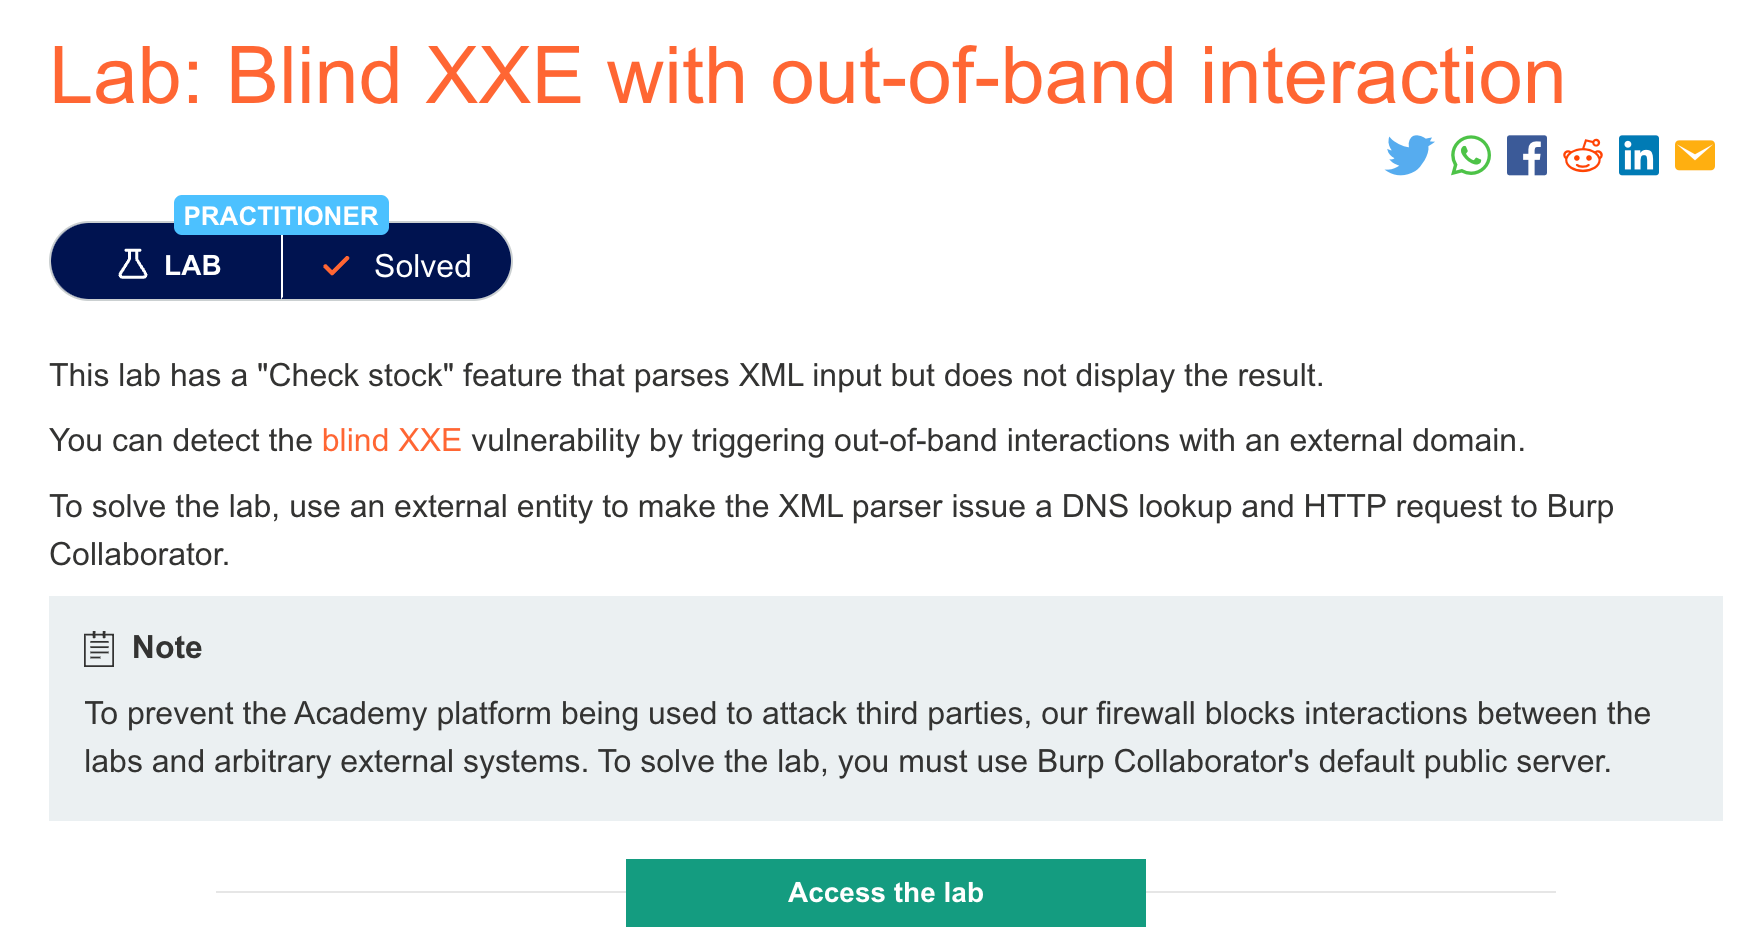 Lab: Blind XXE with out-of-band interaction
PRACTITIONER
LAB
Solved
This lab has a "Check stock" feature that parses XML input but does not display the result.
You can detect the blind XXE vulnerability by triggering out-of-band interactions with an external domain.
To solve the lab, use an external entity to make the XML parser issue a DNS lookup and HTTP request to Burp
Collaborator.
Note
To prevent the Academy platform being used to attack third parties, our firewall blocks interactions between the
labs and arbitrary external systems. To solve the lab, you must use Burp Collaborator's default public server.
Access the lab